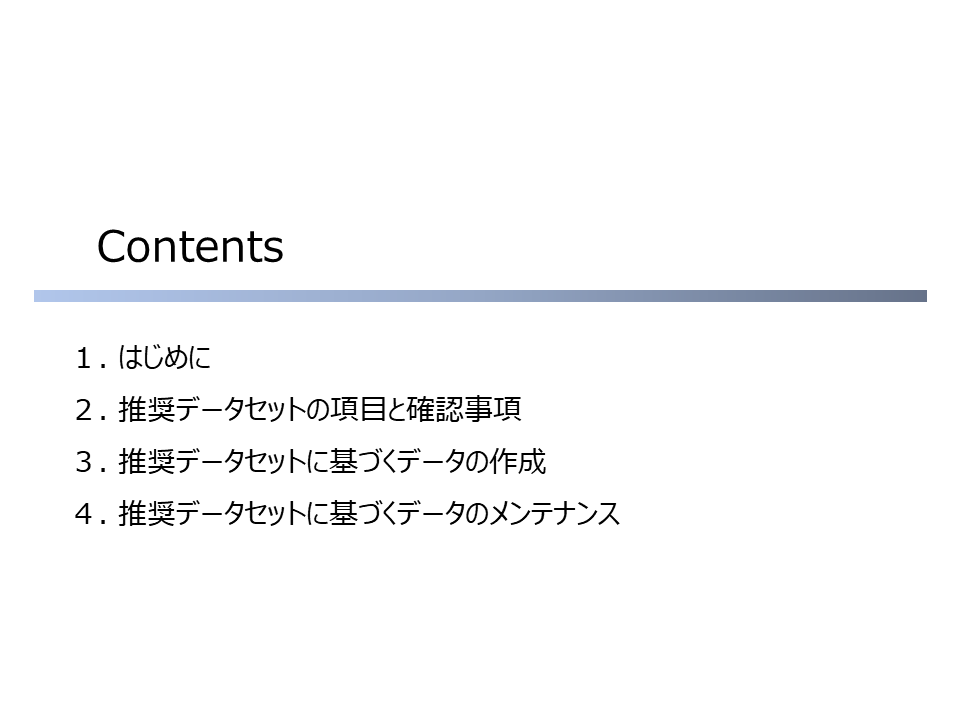 Contents
１. はじめに
２. 推奨データセットの項目と確認事項
３. 推奨データセットに基づくデータの作成
４. 推奨データセットに基づくデータのメンテナンス